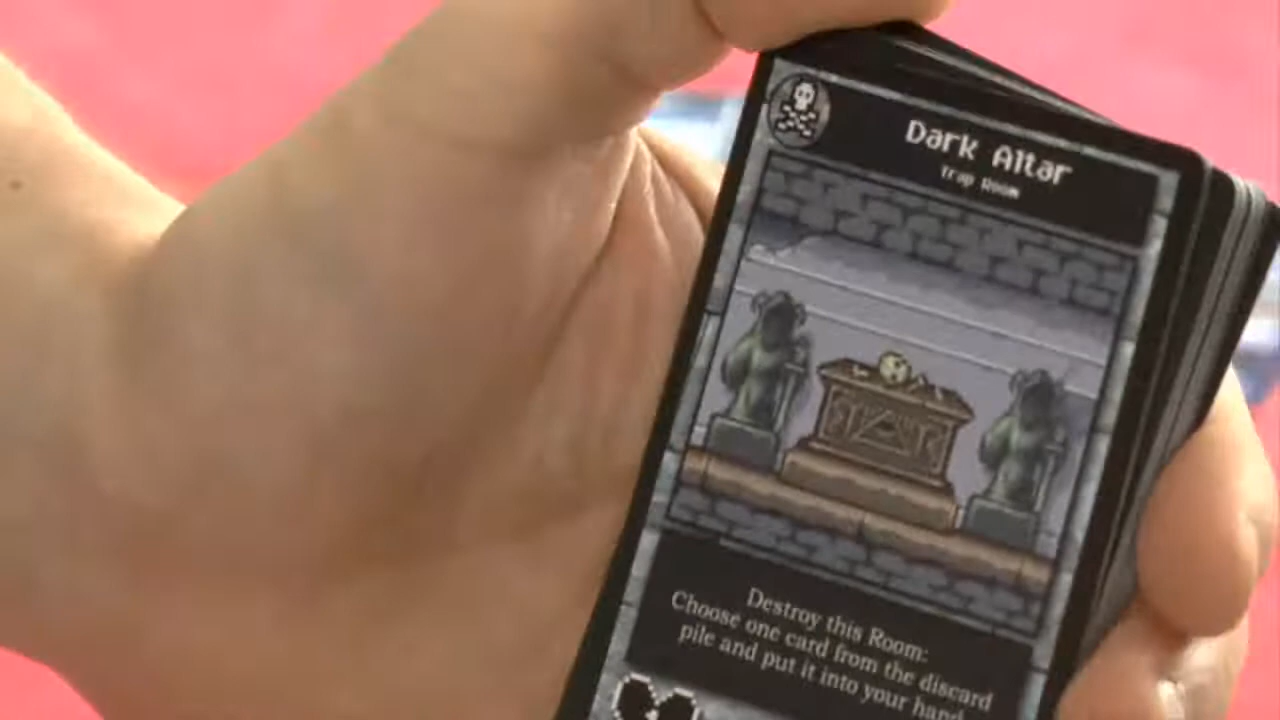 Dark Altar
Trap Room
Destroy this Room:
Choose one card from the discard
pile and put it into your hand.